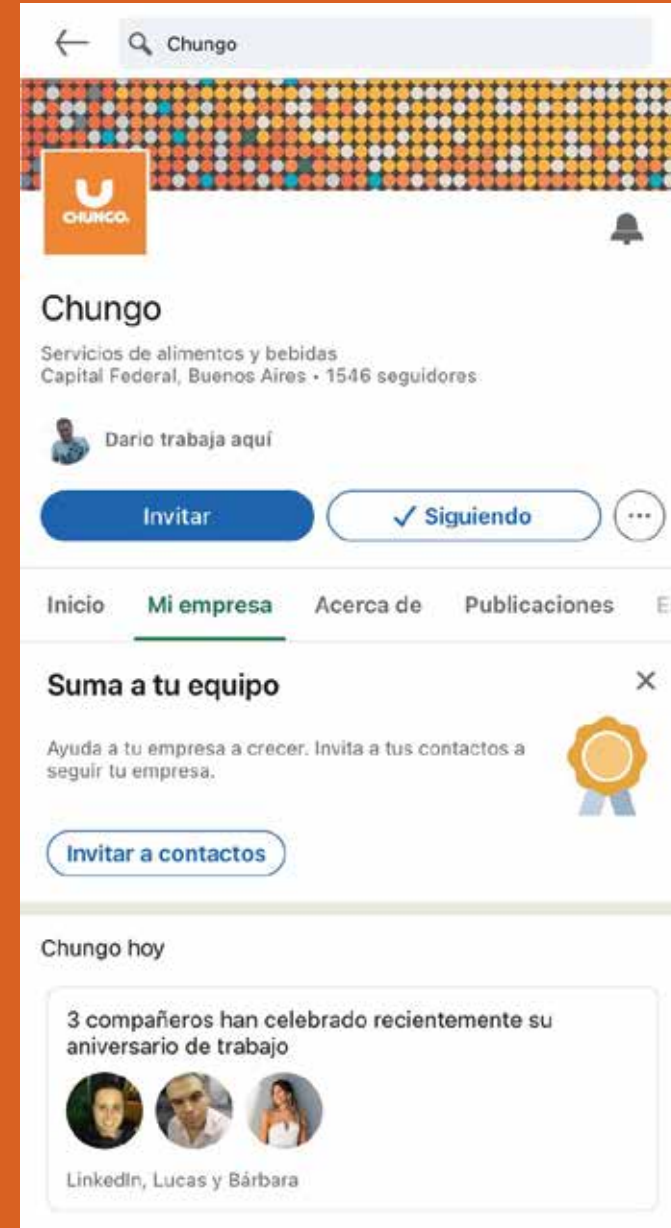 Chungo
CHUNGO.
Chungo
Servicios de alimentos y bebidas
Capital Federal, Buenos Aires • 1546 seguidores
Dario trabaja aquí
Invitar
✓ Siguiendo
Inicio Mi empresa Acerca de Publicaciones E
Suma a tu equipo
Ayuda a tu empresa a crecer. Invita a tus contactos a
seguir tu empresa.
Invitar a contactos
Chungo hoy
3 compañeros han celebrado recientemente su
aniversario de trabajo
LinkedIn, Lucas y Bárbara